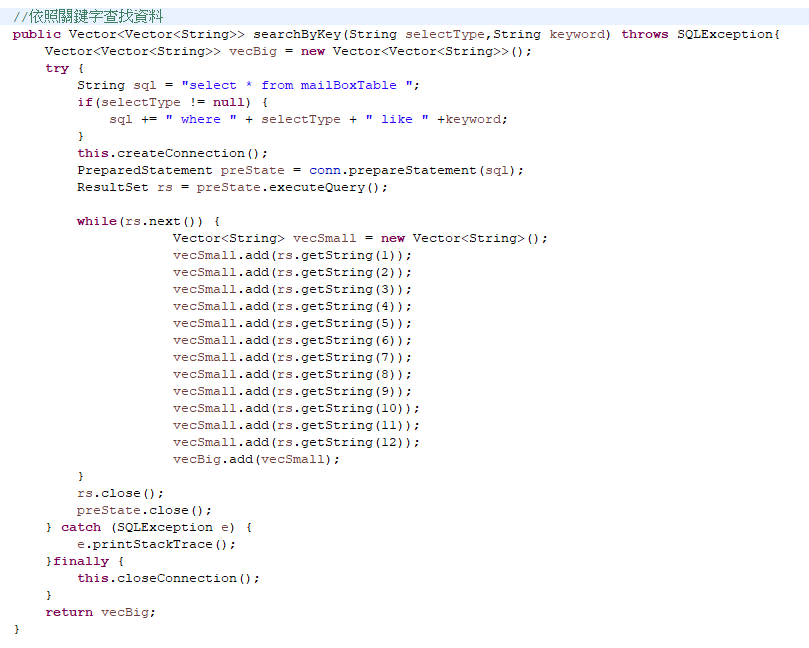 //依照關鍵字查找資料
public Vector<Vector<String>> searchByKey(String selectType,String keyword) throws SQLException{
    Vector<Vector<String>> vecBig = new Vector<Vector<String>>();
    try {
        String sql = "select * from mailBoxTable ";
        if(selectType != null) {
            sql += " where " + selectType + " like " +keyword;
        }
        this.createConnection();
        PreparedStatement preState = conn.prepareStatement(sql);
        ResultSet rs = preState.executeQuery();

        while(rs.next()) {
                    Vector<String> vecSmall = new Vector<String>();
                    vecSmall.add(rs.getString(1));
                    vecSmall.add(rs.getString(2));
                    vecSmall.add(rs.getString(3));
                    vecSmall.add(rs.getString(4));
                    vecSmall.add(rs.getString(5));
                    vecSmall.add(rs.getString(6));
                    vecSmall.add(rs.getString(7));
                    vecSmall.add(rs.getString(8));
                    vecSmall.add(rs.getString(9));
                    vecSmall.add(rs.getString(10));
                    vecSmall.add(rs.getString(11));
                    vecSmall.add(rs.getString(12));
                    vecBig.add(vecSmall);
        }
        rs.close();
        preState.close();
    } catch (SQLException e) {
        e.printStackTrace();
    }finally {
        this.closeConnection();
    }
    return vecBig;
}